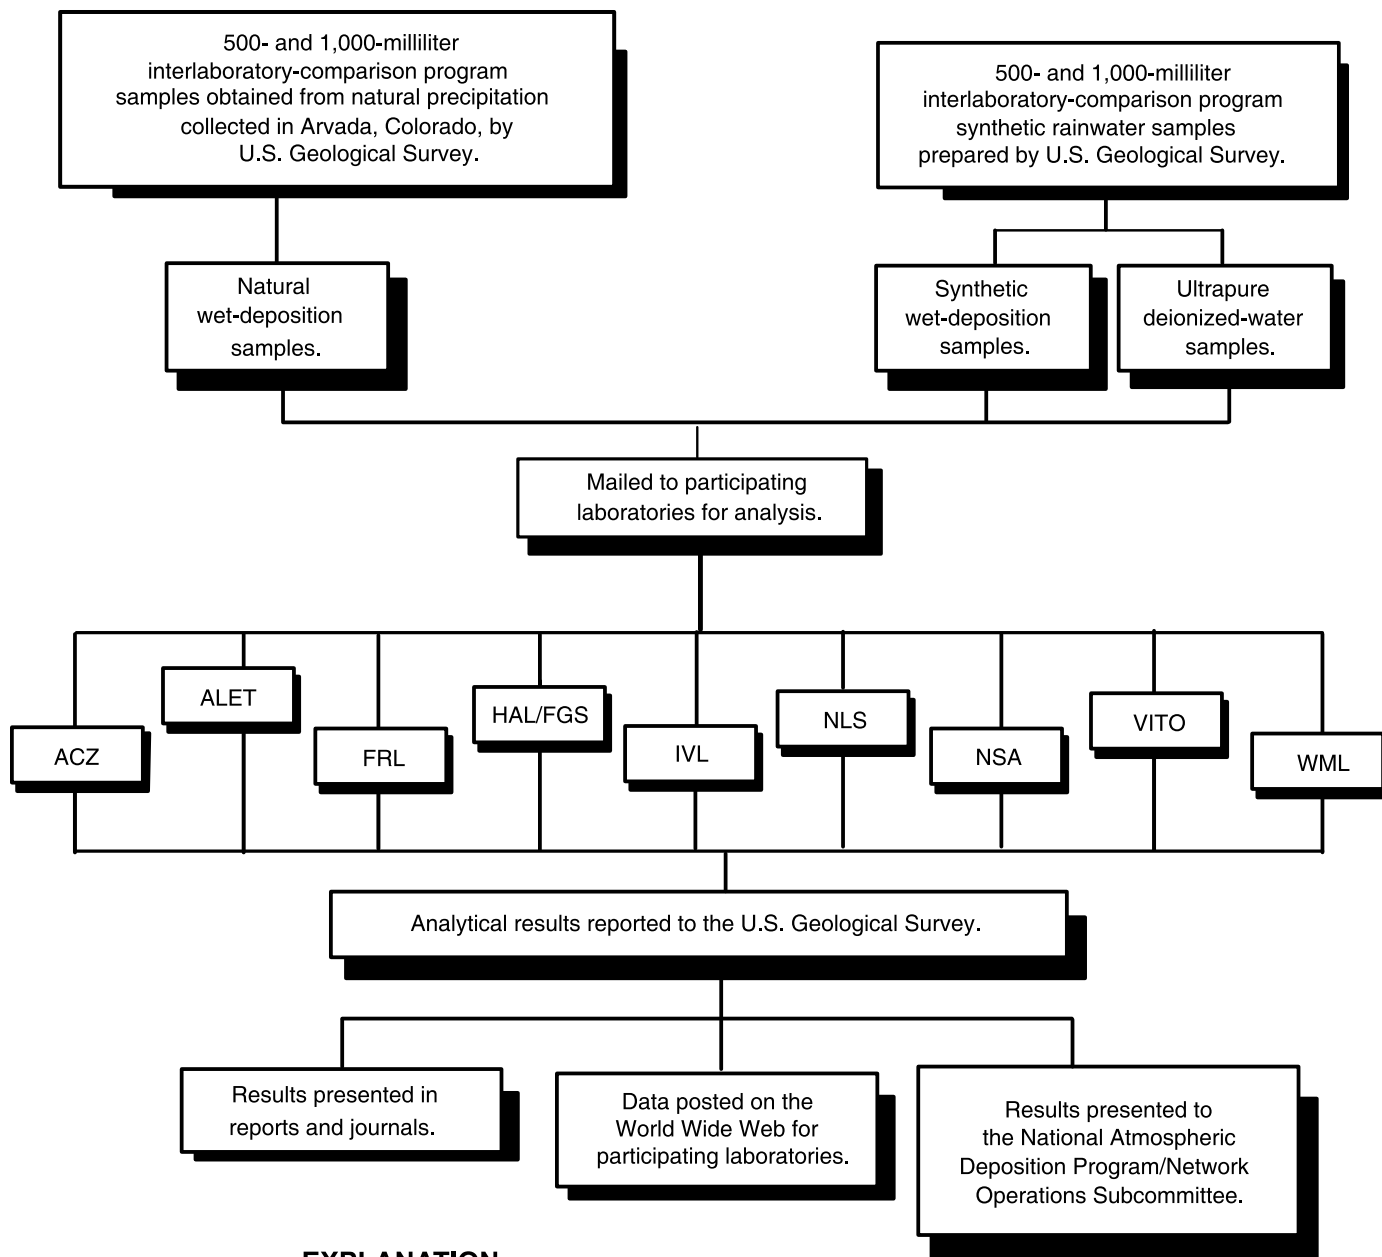 500- and 1,000-milliliter
interlaboratory-comparison program
samples obtained from natural precipitation
collected in Arvada, Colorado, by
U.S. Geological Survey.
500- and 1,000-milliliter
interlaboratory-comparison program
synthetic rainwater samples
prepared by U.S. Geological Survey.
Natural
wet-deposition
samples.
Synthetic
wet-deposition
samples.
Ultrapure
deionized-water
samples.
Mailed to participating
laboratories for analysis.
ACZ
ALET
FRL
HAL/FGS
IVL
NLS
NSA
VITO
WML
Analytical results reported to the U.S. Geological Survey.
Results presented in
reports and journals.
Data posted on the
World Wide Web for
participating laboratories.
Results presented to
the National Atmospheric
Deposition Program/Network
Operations Subcommittee.
EXPLANATION